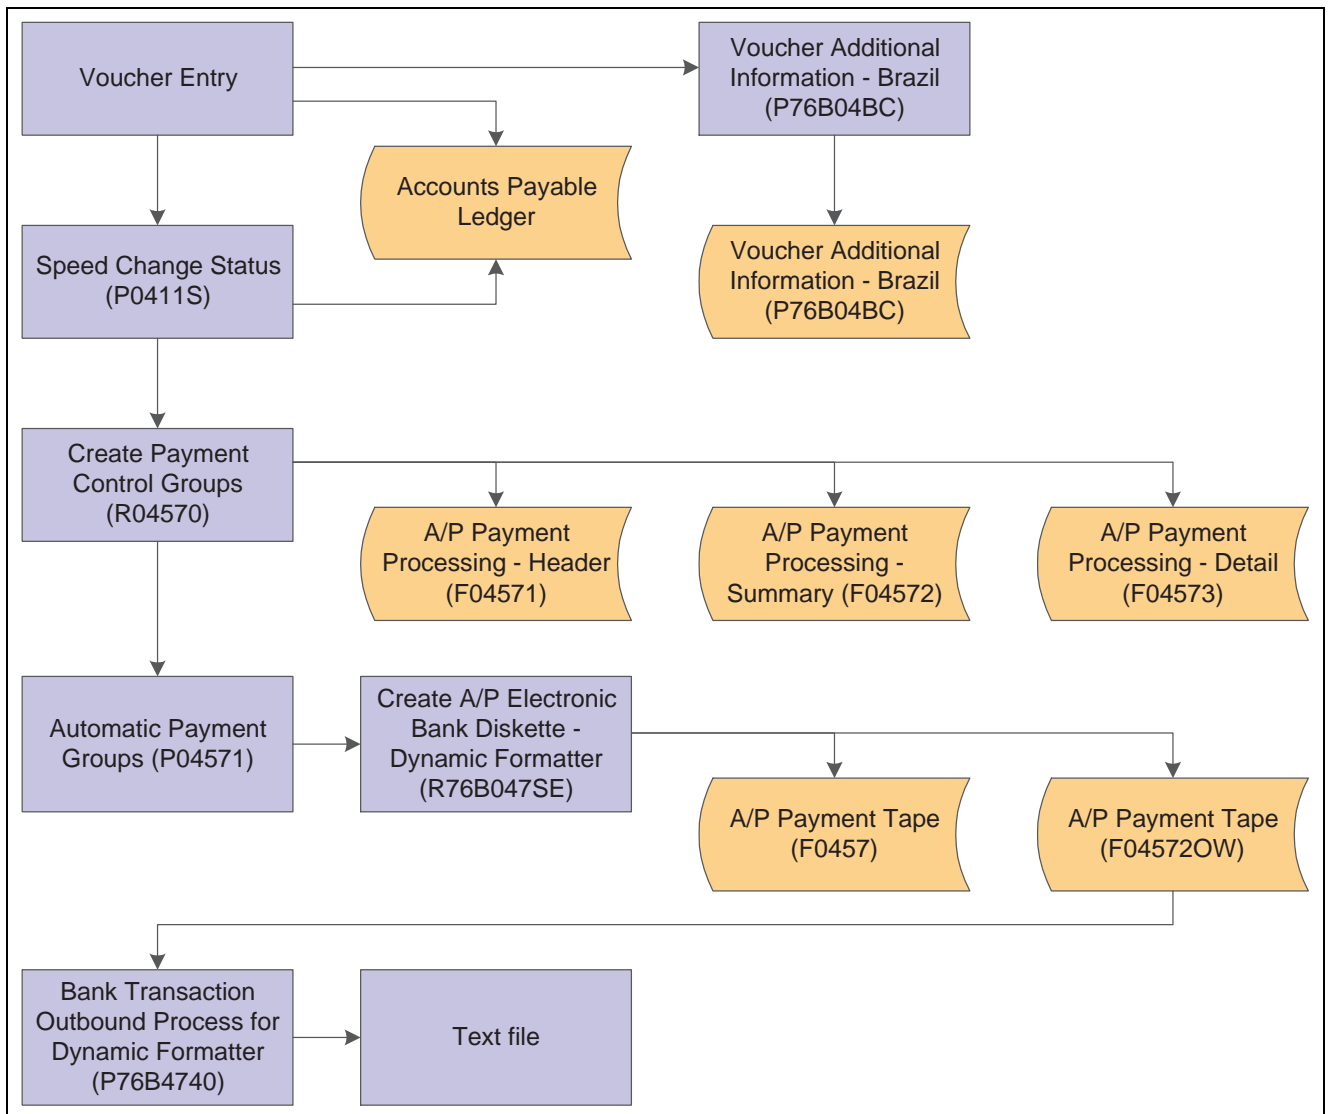 Voucher Entry
Voucher Additional
Information - Brazil
(P76B04BC)
Accounts Payable
Ledger
Speed Change Status
(P0411S)
Voucher Additional
Information - Brazil
(P76B04BC)
Create Payment
Control Groups
(R04570)
A/P Payment
Processing - Header
(F04571)
A/P Payment
Processing -
Summary (F04572)
A/P Payment
Processing - Detail
(F04573)
Automatic Payment
Groups (P04571)
Create A/P Electronic
Bank Diskette -
Dynamic Formatter
(R76B047SE)
A/P Payment Tape
(F0457)
A/P Payment Tape
(F04572OW)
Bank Transaction
Outbound Process for
Dynamic Formatter
(P76B4740)
Text file